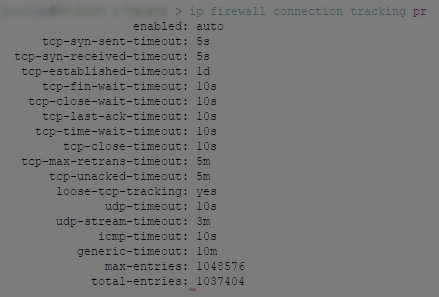 > ip firewall connection tracking pr
enabled: auto
tcp-syn-sent-timeout: 5s
tcp-syn-received-timeout: 5s
tcp-established-timeout: 1d
tcp-fin-wait-timeout: 10s
tcp-close-wait-timeout: 10s
tcp-last-ack-timeout: 10s
tcp-time-wait-timeout: 10s
tcp-close-timeout: 10s
tcp-max-retrans-timeout: 5m
tcp-unacked-timeout: 5m
loose-tcp-tracking: yes
udp-timeout: 10s
udp-stream-timeout: 3m
icmp-timeout: 10s
generic-timeout: 10m
max-entries: 1048576
total-entries: 1037404